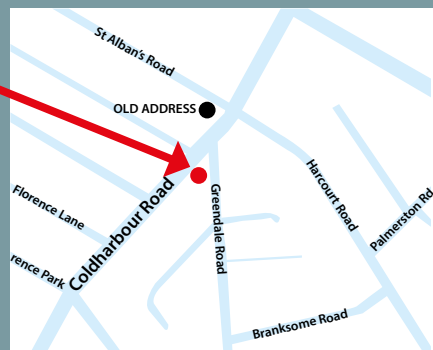 St Alban's Road
OLD ADDRESS
Coldharbour Road
Florence Lane
rence Park
Greendale Road
Harcourt Road
Palmerston Rd
Branksome Road